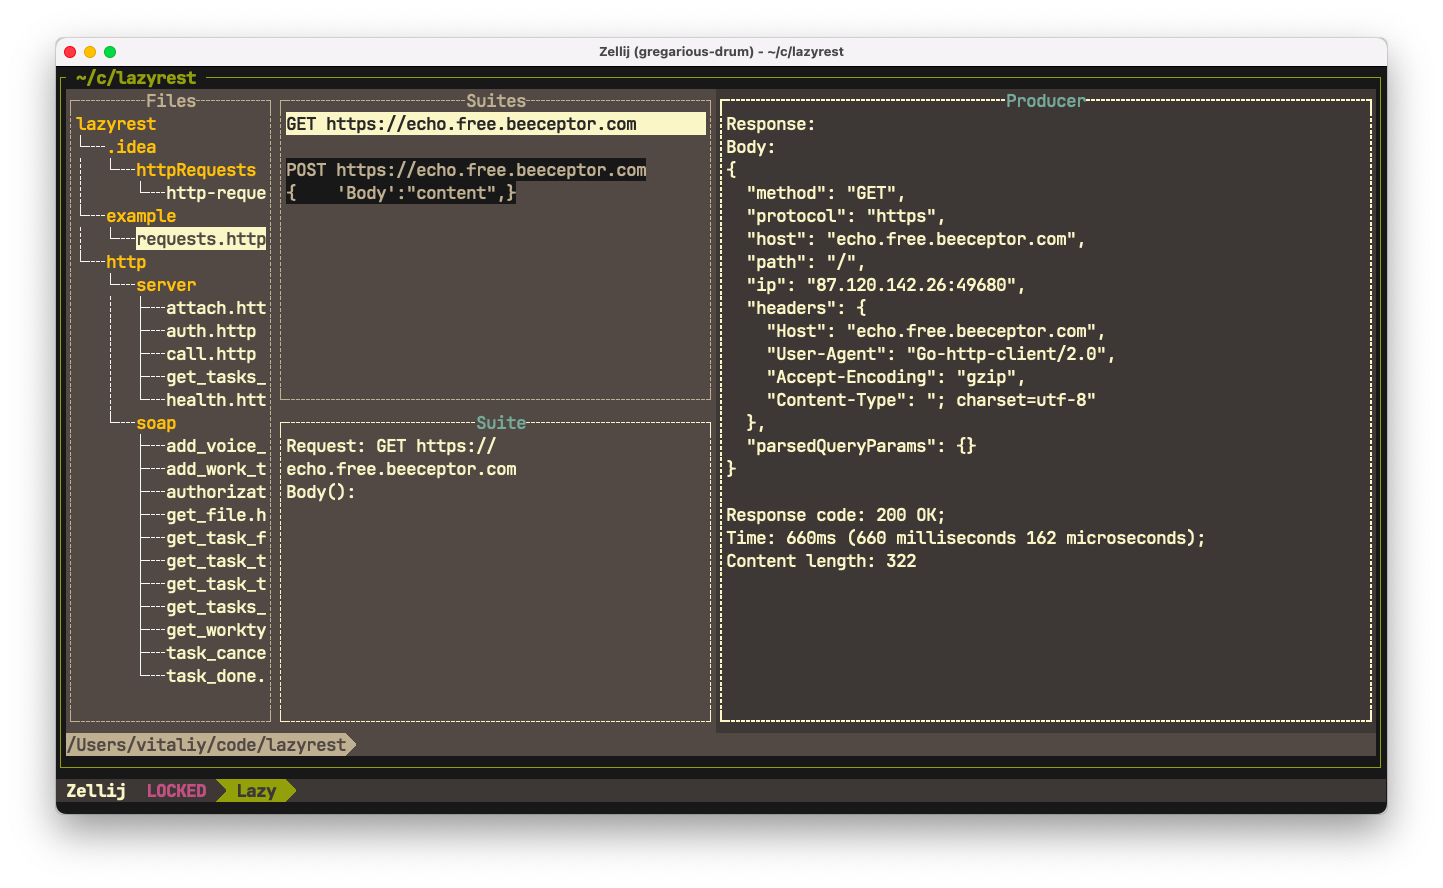 Zellij (gregarious-drum) - ~/c/lazyrest
~/c/lazyrest
Files
lazyrest
.idea
httpRequests
http-reque
example
requests.http
http
server
attach.htt
auth.http
call.http
get_tasks_
health.htt
soap
add_voice_
add_work_t
authorizat
get_file.h
get_task_f
get_task_t
get_task_t
get_tasks_
get_workty
task_cance
task_done.
Suites
GET https://echo.free.beeceptor.com
POST https://echo.free.beeceptor.com
{    'Body':"content",}
Suite
Request: GET https://
echo.free.beeceptor.com
Body():
Producer
Response:
Body:
{
  "method": "GET",
  "protocol": "https",
  "host": "echo.free.beeceptor.com",
  "path": "/",
  "ip": "87.120.142.26:49680",
  "headers": {
    "Host": "echo.free.beeceptor.com",
    "User-Agent": "Go-http-client/2.0",
    "Accept-Encoding": "gzip",
    "Content-Type": "; charset=utf-8"
  },
  "parsedQueryParams": {}
}
Response code: 200 OK;
Time: 660ms (660 milliseconds 162 microseconds);
Content length: 322
/Users/vitaliy/code/lazyrest
Zellij LOCKED Lazy